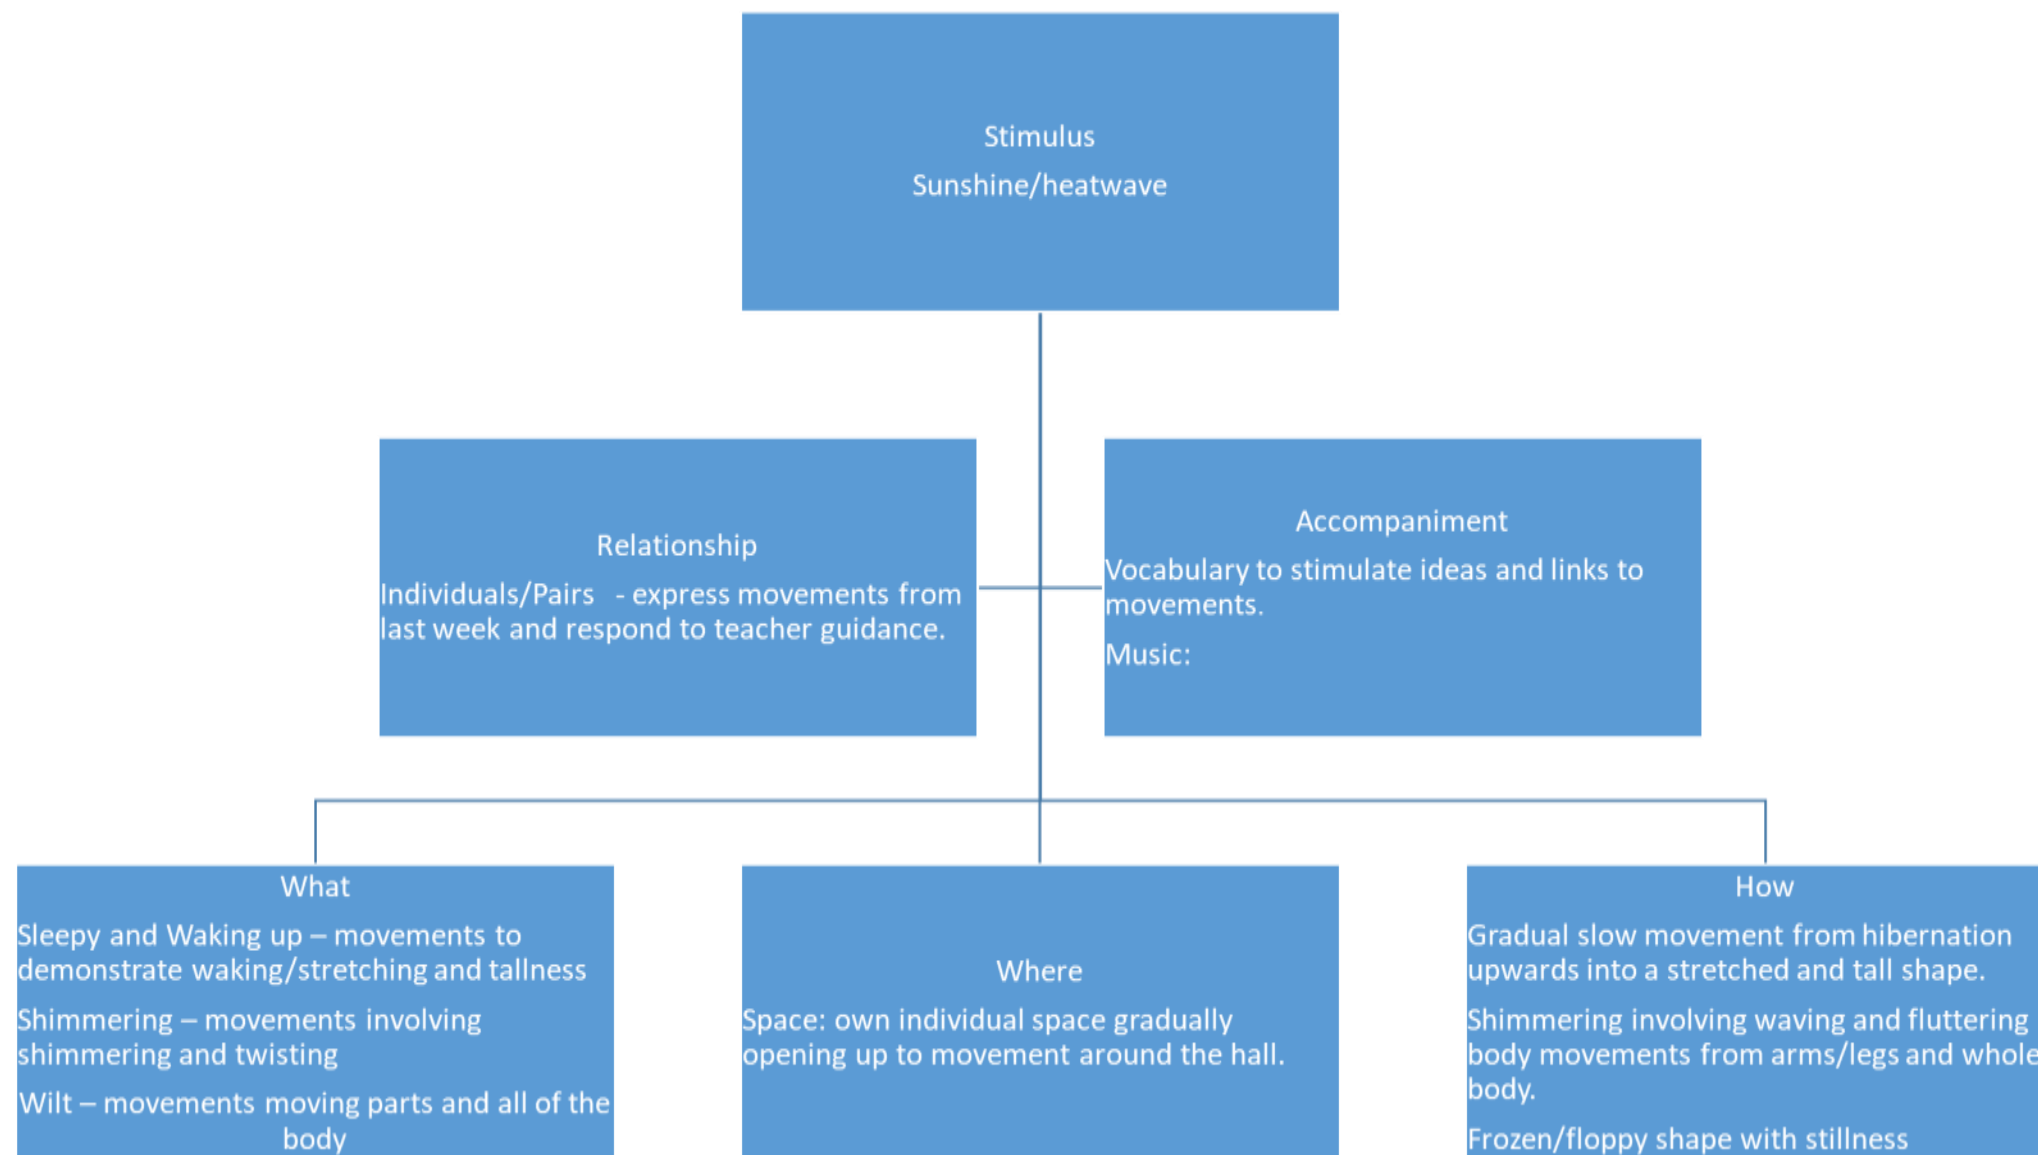 Stimulus
Sunshine/heatwave
Relationship
Individuals/Pairs - express movements from
last week and respond to teacher guidance.
Accompaniment
Vocabulary to stimulate ideas and links to
movements.
Music:
What
Sleepy and Waking up – movements to
demonstrate waking/stretching and tallness
Shimmering – movements involving
shimmering and twisting
Wilt – movements moving parts and all of the
body
Where
Space: own individual space gradually
opening up to movement around the hall.
How
Gradual slow movement from hibernation
upwards into a stretched and tall shape.
Shimmering involving waving and fluttering
body movements from arms/legs and whole
body.
Frozen/floppy shape with stillness